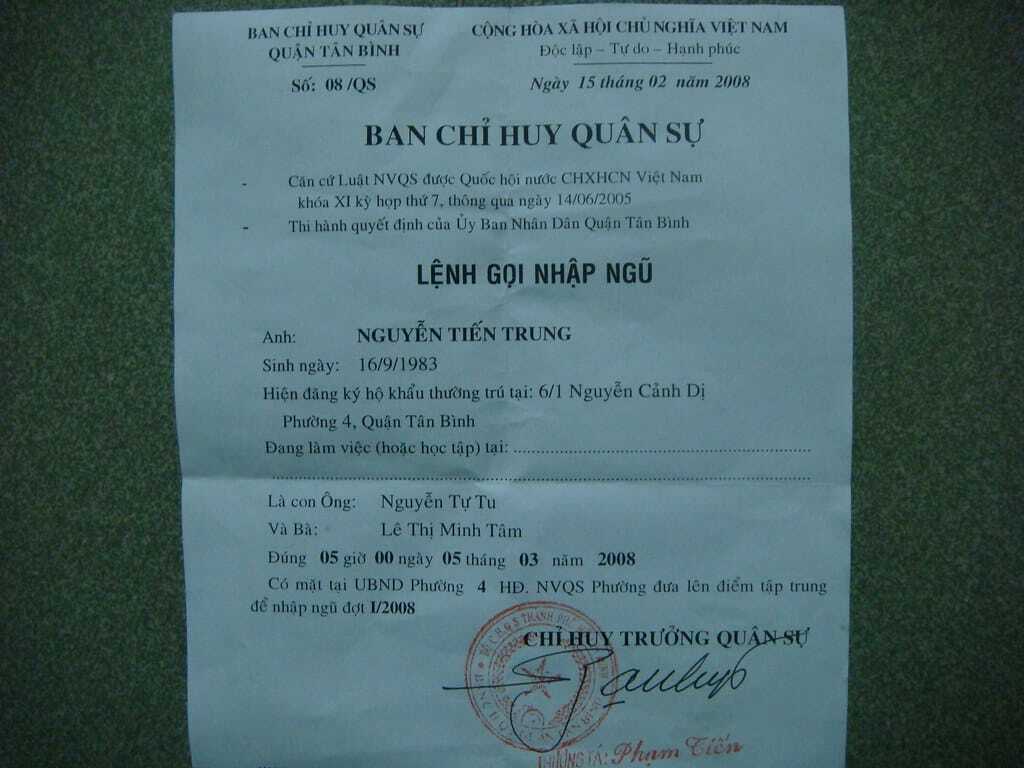 BAN CHỈ HUY QUÂN SỰ
QUẬN TÂN BÌNH
Số: 08 /QS
CỘNG HÒA XÃ HỘI CHỦ NGHĨA VIỆT NAM
Độc lập – Tự do – Hạnh phúc
Ngày 15 tháng 02 năm 2008
BAN CHỈ HUY QUÂN SỰ
- Căn cứ Luật NVQS được Quốc hội nước CHXHCN Việt Nam
khóa XI kỳ họp thứ 7, thông qua ngày 14/06/2005
- Thi hành quyết định của Ủy Ban Nhân Dân Quận Tân Bình
LỆNH GỌI NHẬP NGŨ
Anh: NGUYỄN TIẾN TRUNG
Sinh ngày: 16/9/1983
Hiện đăng ký hộ khẩu thường trú tại: 6/1 Nguyễn Cảnh Dị
Phường 4, Quận Tân Bình
Đang làm việc (hoặc học tập) tại: ....................................................
Là con Ông: Nguyễn Tự Tu
Và Bà: Lê Thị Minh Tâm
Đúng 05 giờ 00 ngày 05 tháng 03 năm 2008
Có mặt tại UBND Phường 4 HĐ. NVQS Phường đưa lên điểm tập trung
để nhập ngũ đợt I/2008
CHỈ HUY TRƯỞNG QUÂN SỰ
THƯỢNG TÁ: Phạm Tiến